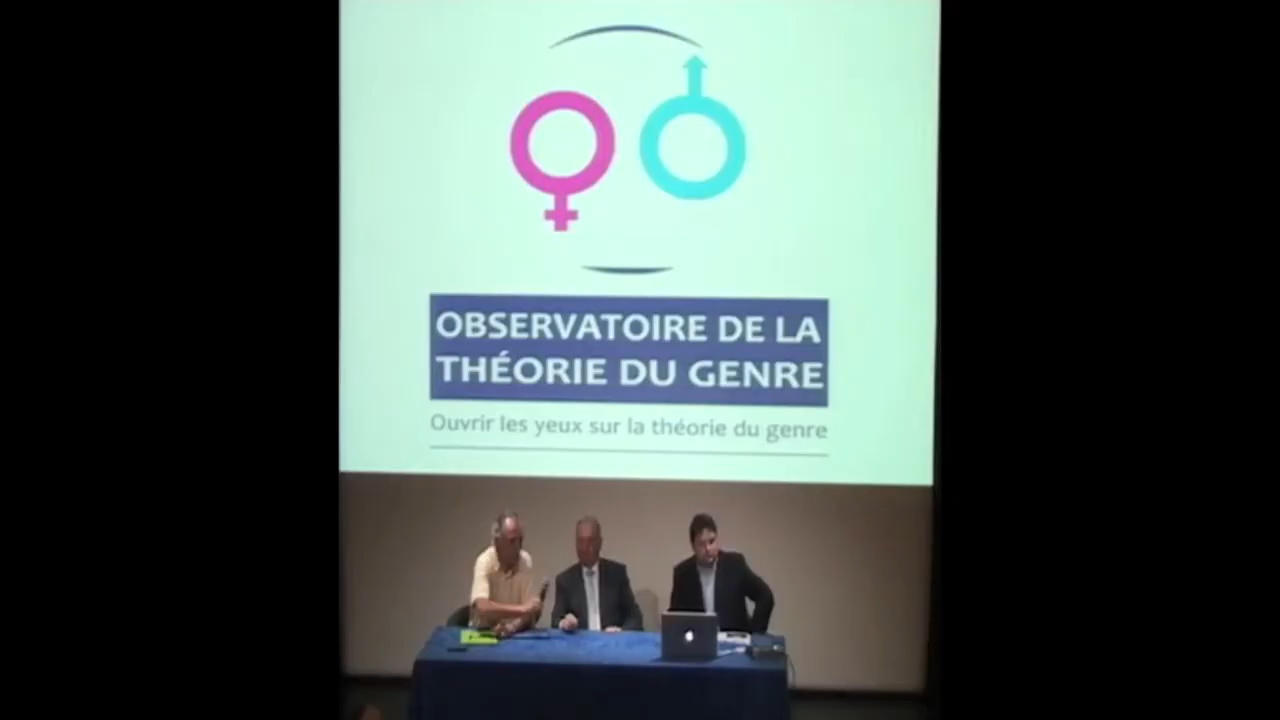 OBSERVATOIRE DE LA
THÉORIE DU GENRE
Ouvrir les yeux sur la théorie du genre